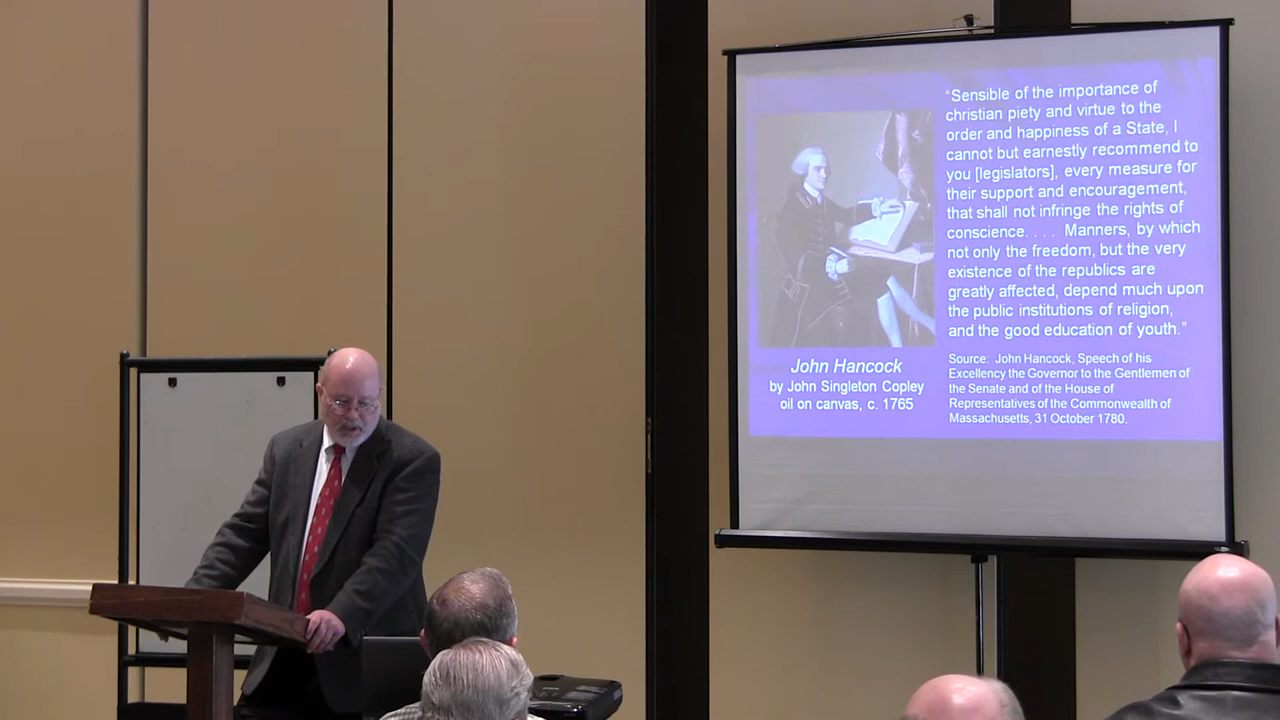 “Sensible of the importance of
christian piety and virtue to the
order and happiness of a State, I
cannot but earnestly recommend to
you [legislators], every measure for
their support and encouragement,
that shall not infringe the rights of
conscience. . . .  Manners, by which
not only the freedom, but the very
existence of the republics are
greatly affected, depend much upon
the public institutions of religion,
and the good education of youth.”
John Hancock
by John Singleton Copley
oil on canvas, c. 1765
Source:  John Hancock, Speech of his
Excellency the Governor to the Gentlemen of
the Senate and of the House of
Representatives of the Commonwealth of
Massachusetts, 31 October 1780.